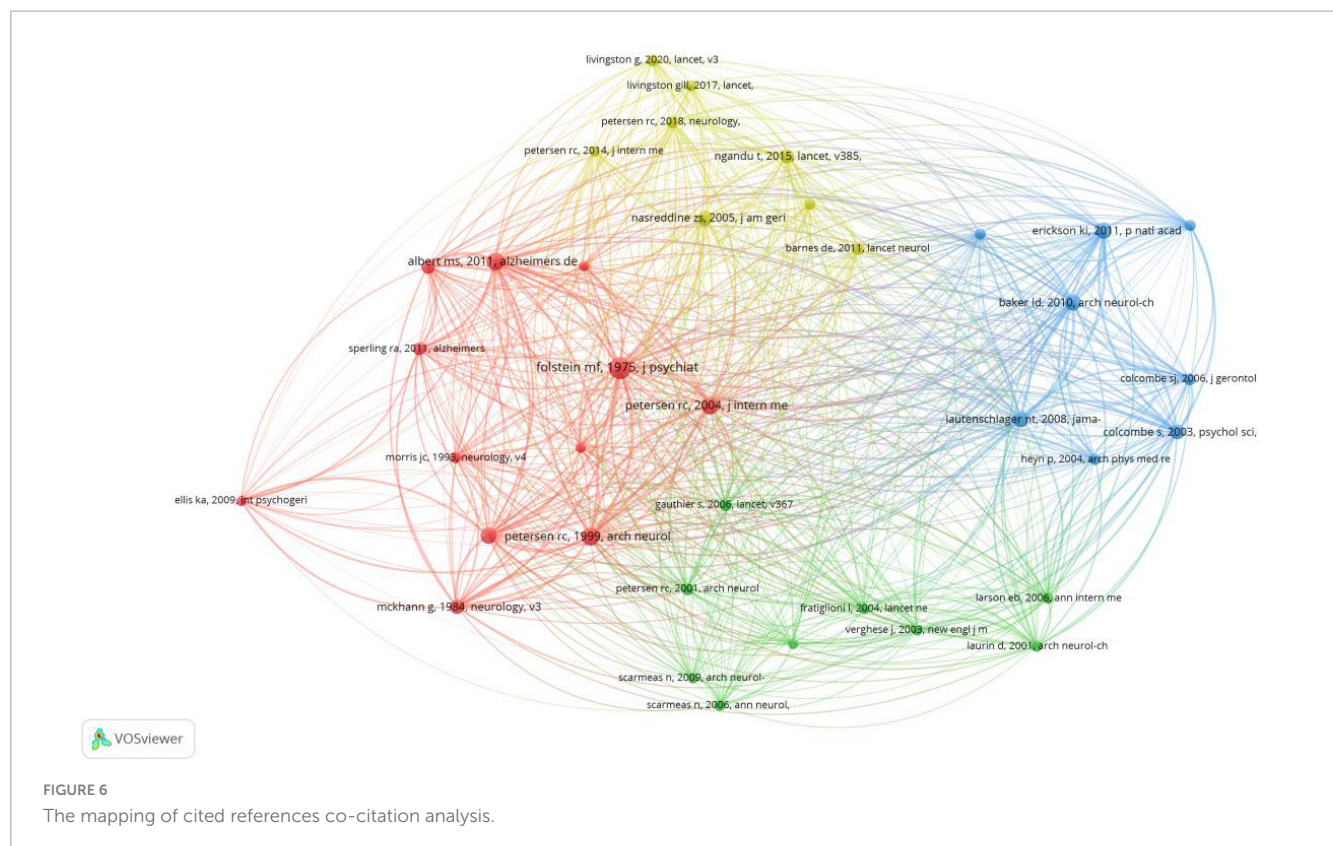 livingston g, 2020, lancet, v3
livingston gill, 2017, lancet,
petersen rc, 2018, neurology,
petersen rc, 2014, j intern me
ngandu t, 2015, lancet, v385,
nasreddine zs, 2005, j am geri
erickson ki, 2011, p natl acad
barnes de, 2011, lancet neurol
albert ms, 2011, alzheimers de
baker ld, 2010, arch neurol-ch
sperling ra, 2011, alzheimers
folstein mf, 1975, j psychiat
colcombe sj, 2006, j gerontol
petersen rc, 2004, j intern me
lautenschlager nt, 2008, jama-
colcombe s, 2003, psychol sci,
morris jc, 1993, neurology, v4
heyn p, 2004, arch phys med re
ellis ka, 2009, int psychogeri
gauthier s, 2006, lancet, v367
petersen rc, 1999, arch neurol
petersen rc, 2001, arch neurol
larson eb, 2006, ann intern me
mckhann g, 1984, neurology, v3
fratiglioni l, 2004, lancet ne
verghese j, 2003, new engl j m
laurin d, 2001, arch neurol-ch
scarmeas n, 2009, arch neurol-
scarmeas n, 2006, ann neurol,
VOSviewer
FIGURE 6
The mapping of cited references co-citation analysis.